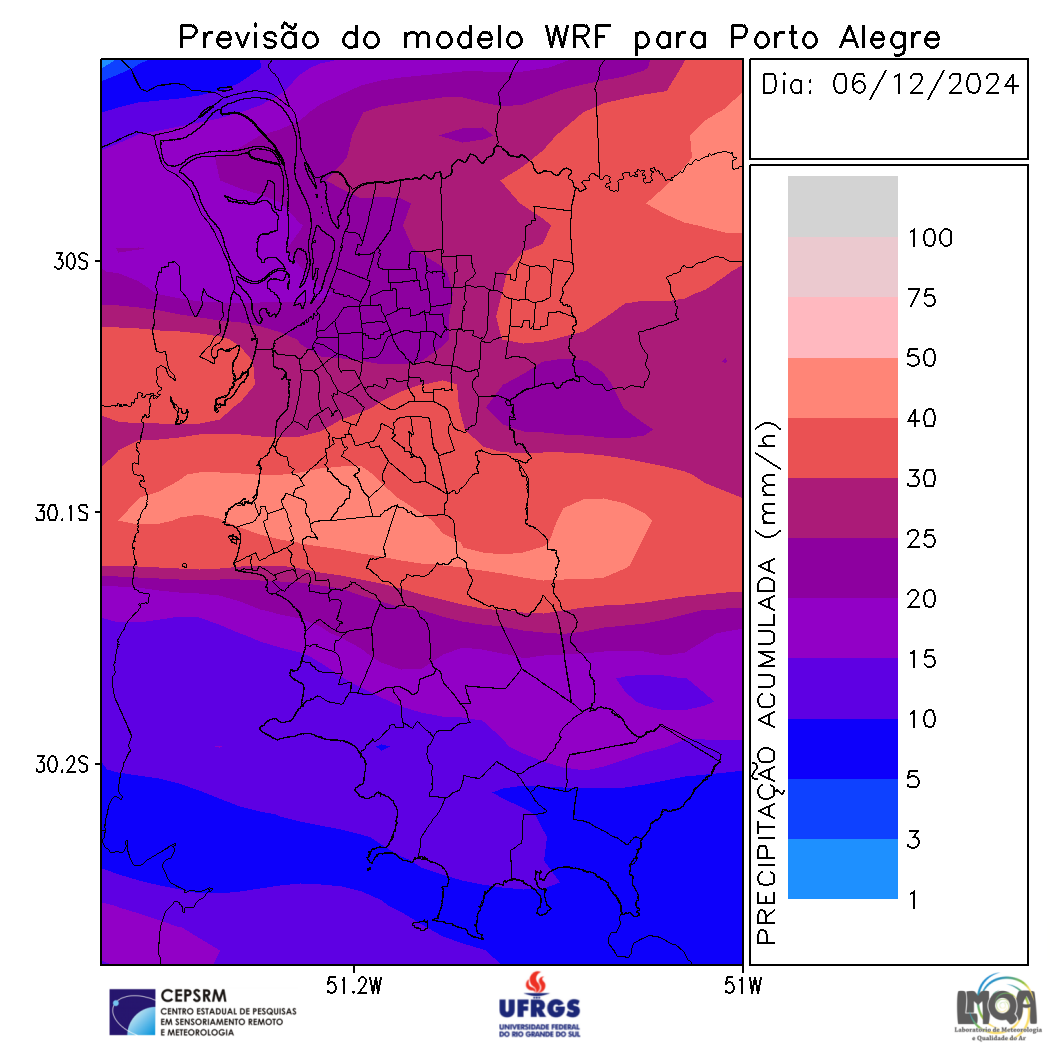 Previsão do modelo WRF para Porto Alegre
Dia: 06/12/2024
30S
30.1S
30.2S
51.2W
51W
100
75
50
40
30
25
20
15
10
5
3
1
PRECIPITAÇÃO ACUMULADA (mm/h)
CEPSRM
CENTRO ESTADUAL DE PESQUISAS
EM SENSORIAMENTO REMOTO
E METEOROLOGIA
UFRGS
UNIVERSIDADE FEDERAL
DO RIO GRANDE DO SUL
LMQA
Laboratório de Meteorologia
e Qualidade do Ar